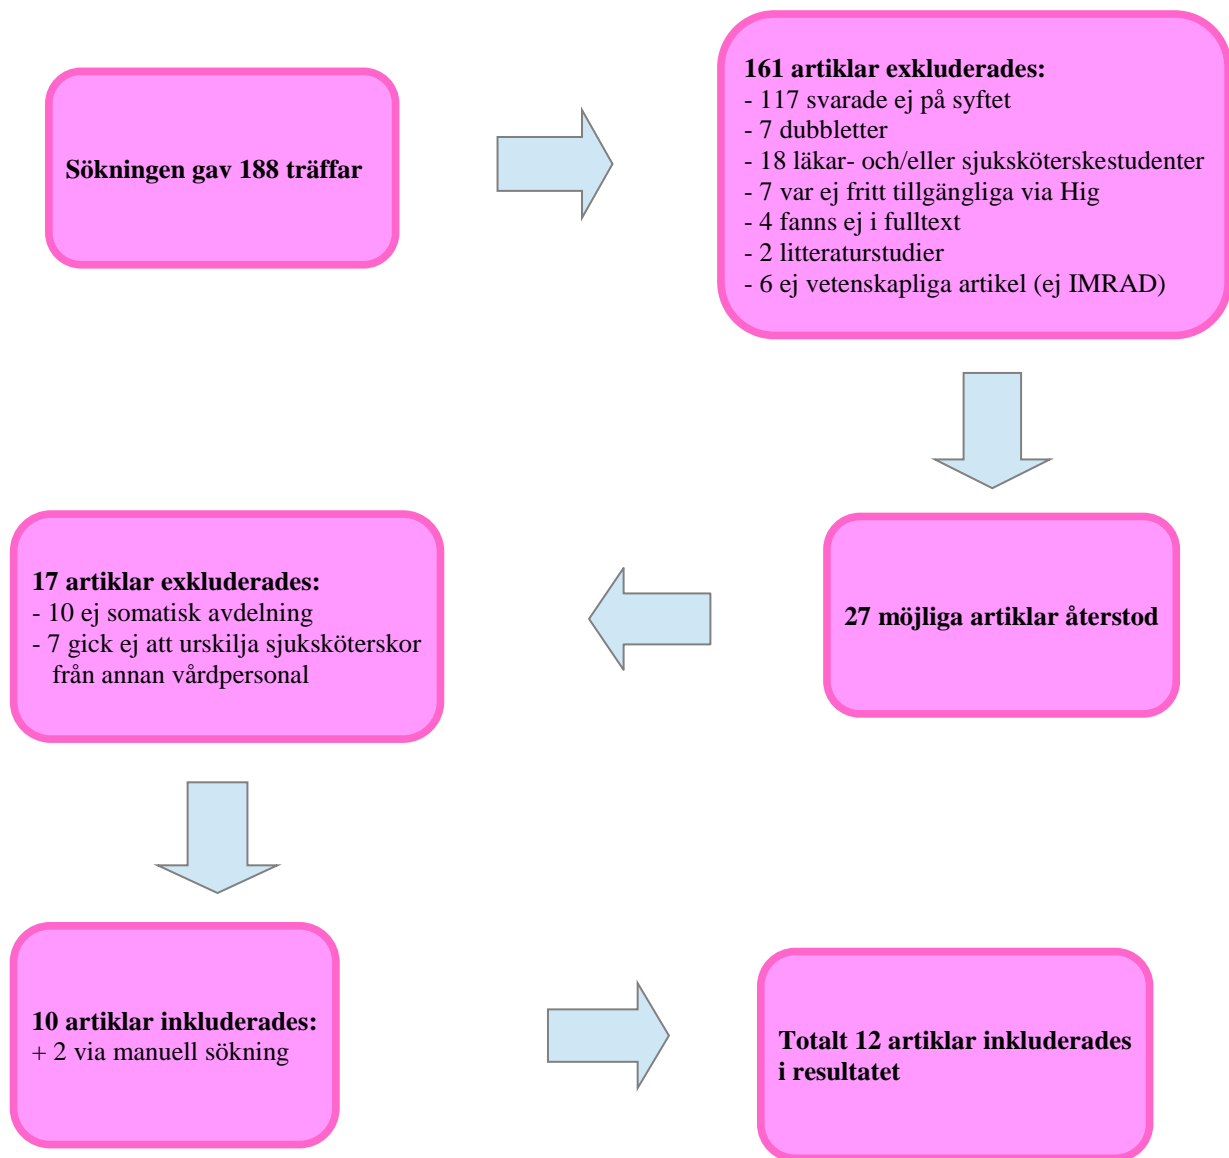 Sökningen gav 188 träffar
161 artiklar exkluderades:
- 117 svarade ej på syftet
- 7 dubbletter
- 18 läkar- och/eller sjuksköterskestudenter
- 7 var ej fritt tillgängliga via Hig
- 4 fanns ej i fulltext
- 2 litteraturstudier
- 6 ej vetenskapliga artikel (ej IMRAD)
27 möjliga artiklar återstod
17 artiklar exkluderades:
- 10 ej somatisk avdelning
- 7 gick ej att urskilja sjuksköterskor
från annan vårdpersonal
10 artiklar inkluderades:
+ 2 via manuell sökning
Totalt 12 artiklar inkluderades
i resultatet